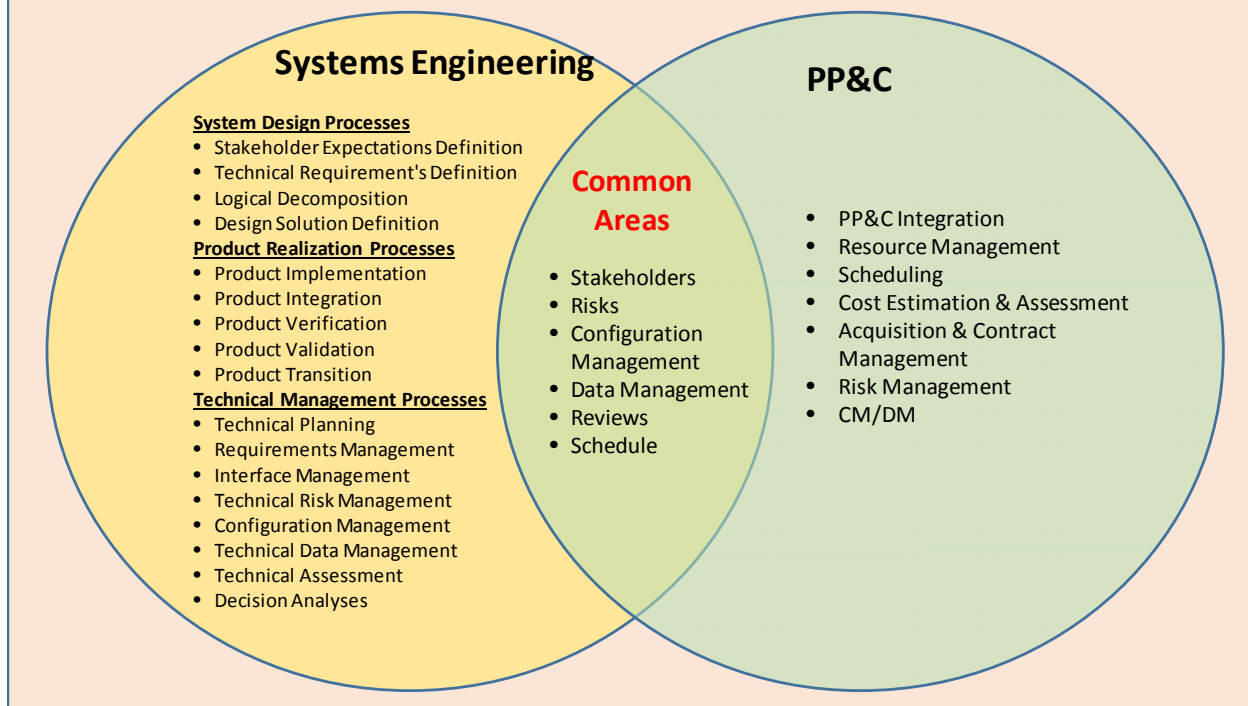 Systems Engineering
System Design Processes
• Stakeholder Expectations Definition
• Technical Requirement's Definition
• Logical Decomposition
• Design Solution Definition
Product Realization Processes
• Product Implementation
• Product Integration
• Product Verification
• Product Validation
• Product Transition
Technical Management Processes
• Technical Planning
• Requirements Management
• Interface Management
• Technical Risk Management
• Configuration Management
• Technical Data Management
• Technical Assessment
• Decision Analyses
Common
Areas
• Stakeholders
• Risks
• Configuration
Management
• Data Management
• Reviews
• Schedule
PP&C
• PP&C Integration
• Resource Management
• Scheduling
• Cost Estimation & Assessment
• Acquisition & Contract
Management
• Risk Management
• CM/DM